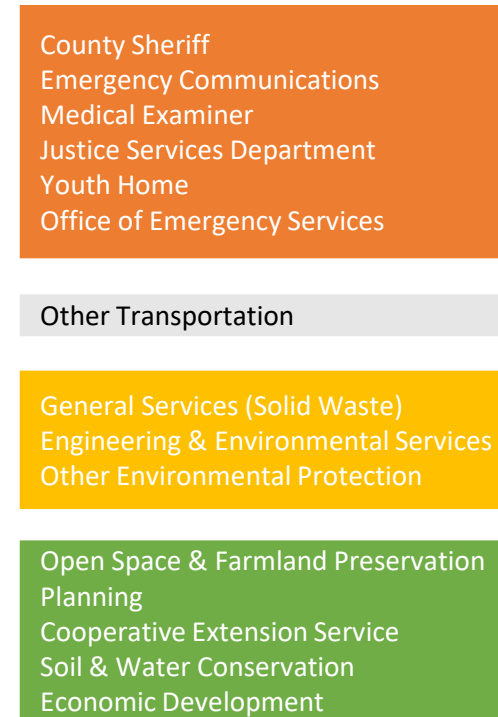 County Sheriff
Emergency Communications
Medical Examiner
Justice Services Department
Youth Home
Office of Emergency Services
Other Transportation
General Services (Solid Waste)
Engineering & Environmental Services
Other Environmental Protection
Open Space & Farmland Preservation
Planning
Cooperative Extension Service
Soil & Water Conservation
Economic Development